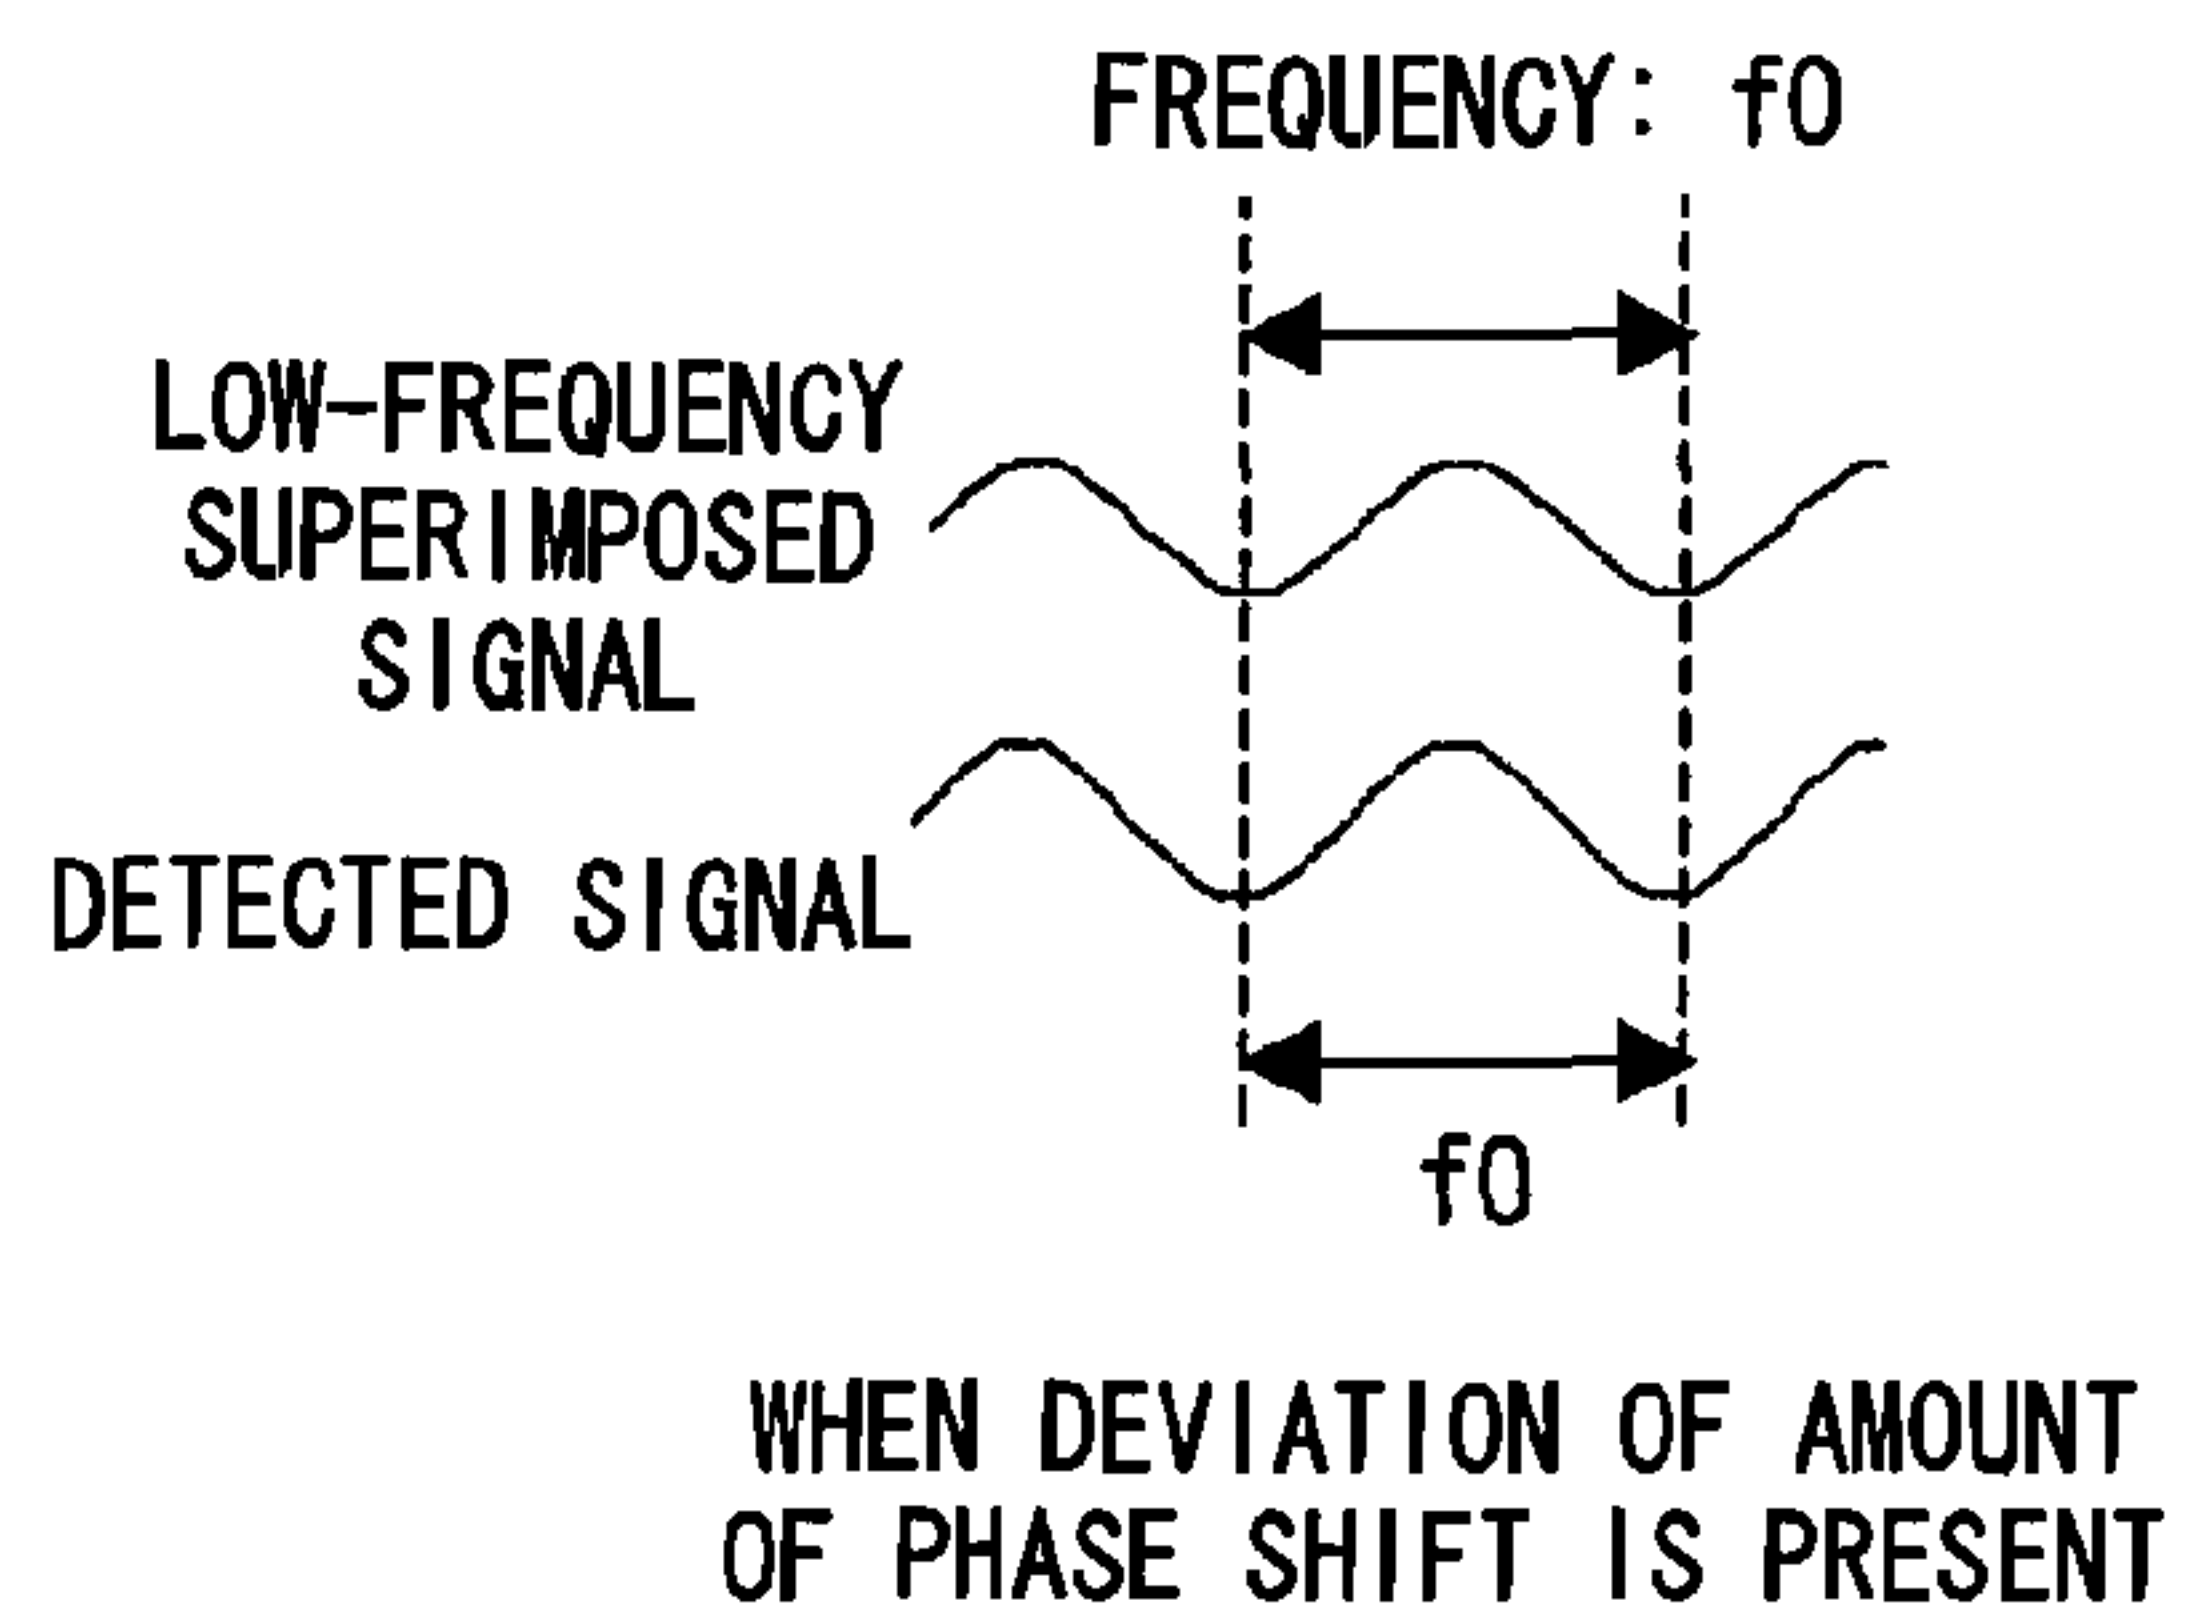 FREQUENCY: f0
LOW-FREQUENCY
SUPERIMPOSED
SIGNAL
DETECTED SIGNAL
f0
WHEN DEVIATION OF AMOUNT
OF PHASE SHIFT IS PRESENT